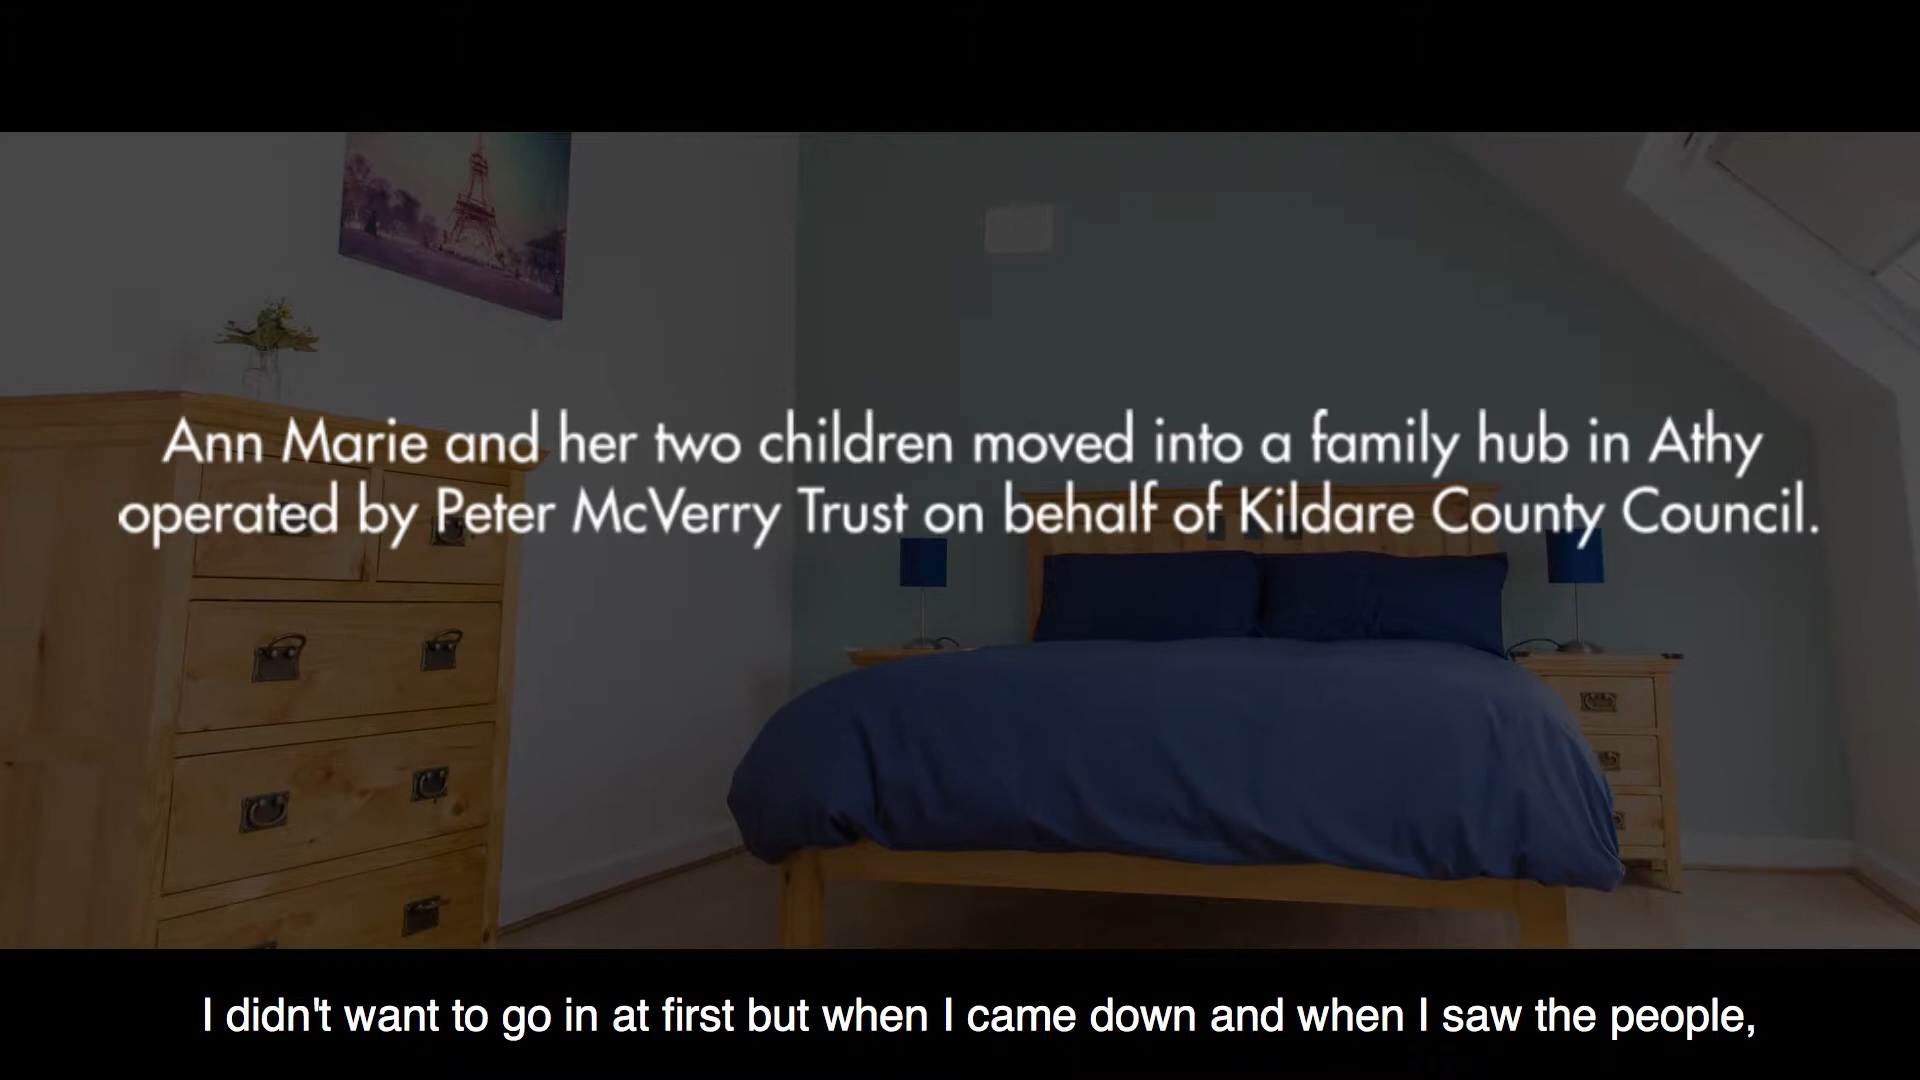 Ann Marie and her two children moved into a family hub in Athy
operated by Peter McVerry Trust on behalf of Kildare County Council.
I didn't want to go in at first but when I came down and when I saw the people,